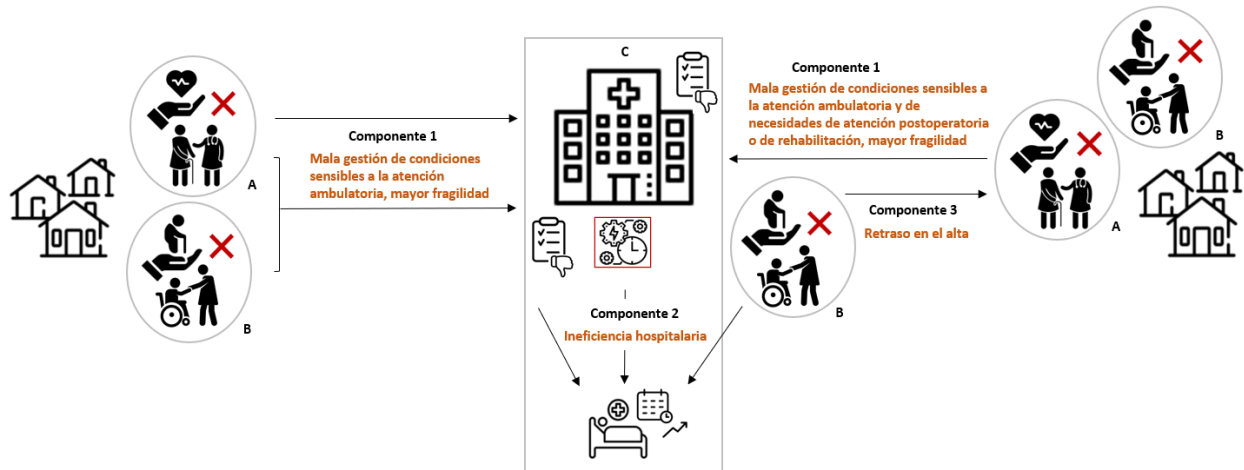 A
B
Componente 1
Mala gestión de condiciones
sensibles a la atención
ambulatoria, mayor fragilidad
C
Componente 2
Ineficiencia hospitalaria
Componente 1
Mala gestión de condiciones sensibles a
la atención ambulatoria y de
necesidades de atención postoperatoria
o de rehabilitación, mayor fragilidad
B
Componente 3
Retraso en el alta
A
B